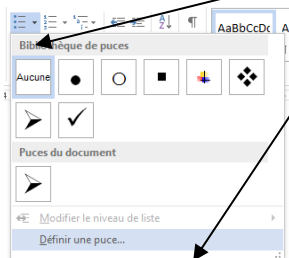 AaBbCcDc A
Bibliothèque de puces
Aucune
Puces du document
Modifier le niveau de liste
Définir une puce...